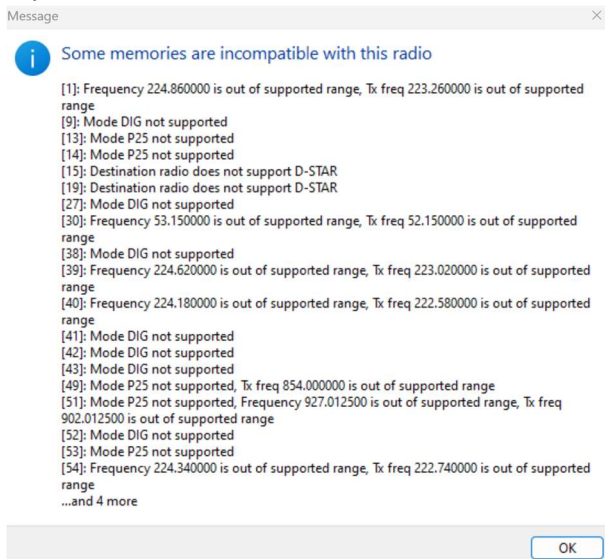 Message
Some memories are incompatible with this radio
[1]: Frequency 224.860000 is out of supported range, Tx freq 223.260000 is out of supported
range
[9]: Mode DIG not supported
[13]: Mode P25 not supported
[14]: Mode P25 not supported
[15]: Destination radio does not support D-STAR
[19]: Destination radio does not support D-STAR
[27]: Mode DIG not supported
[30]: Frequency 53.150000 is out of supported range, Tx freq 52.150000 is out of supported
range
[38]: Mode DIG not supported
[39]: Frequency 224.620000 is out of supported range, Tx freq 223.020000 is out of supported
range
[40]: Frequency 224.180000 is out of supported range, Tx freq 222.580000 is out of supported
range
[41]: Mode DIG not supported
[42]: Mode DIG not supported
[43]: Mode DIG not supported
[49]: Mode P25 not supported, Tx freq 854.000000 is out of supported range
[51]: Mode P25 not supported, Frequency 927.012500 is out of supported range, Tx freq
902.012500 is out of supported range
[52]: Mode DIG not supported
[53]: Mode P25 not supported
[54]: Frequency 224.340000 is out of supported range, Tx freq 222.740000 is out of supported
range
...and 4 more
OK